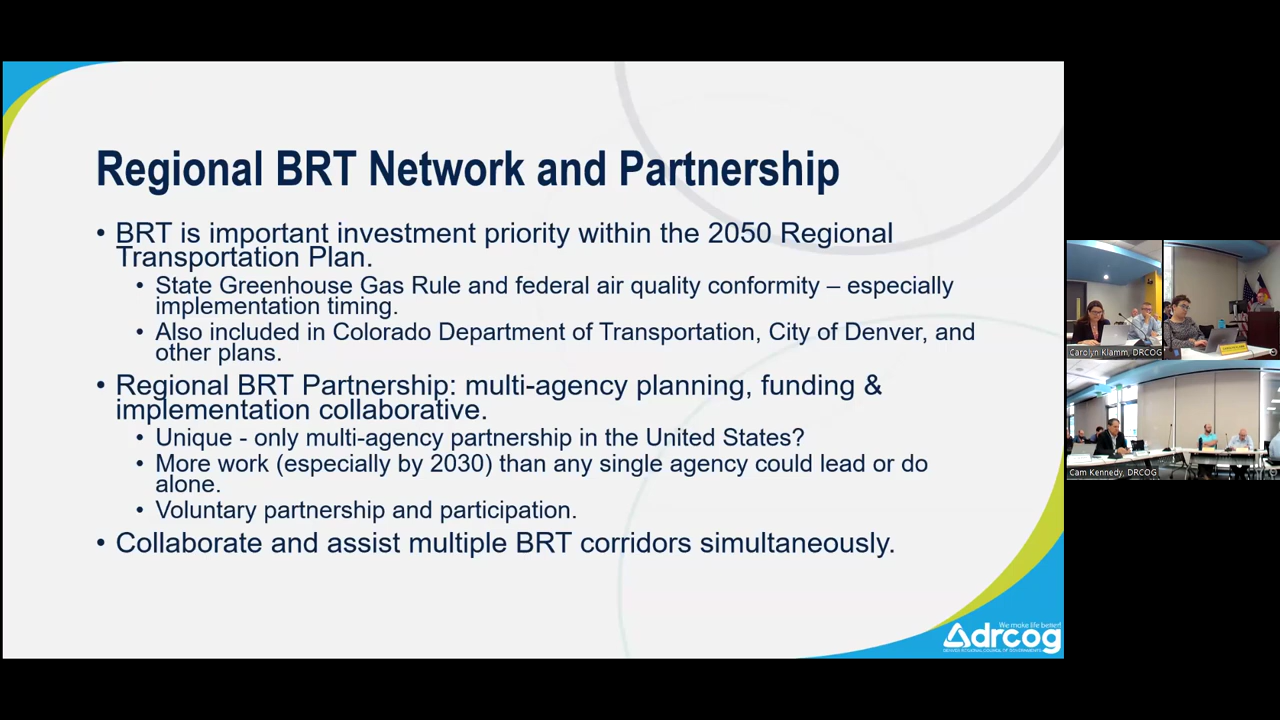 Regional BRT Network and Partnership
• BRT is important investment priority within the 2050 Regional
Transportation Plan.
• State Greenhouse Gas Rule and federal air quality conformity – especially
implementation timing.
• Also included in Colorado Department of Transportation, City of Denver, and
other plans.
• Regional BRT Partnership: multi-agency planning, funding &
implementation collaborative.
• Unique - only multi-agency partnership in the United States?
• More work (especially by 2030) than any single agency could lead or do
alone.
• Voluntary partnership and participation.
• Collaborate and assist multiple BRT corridors simultaneously.
We make life better!
drcog
DENVER REGIONAL COUNCIL OF GOVERNMENTS
Carolyn Klamm, DRCOG
Cam Kennedy, DRCOG